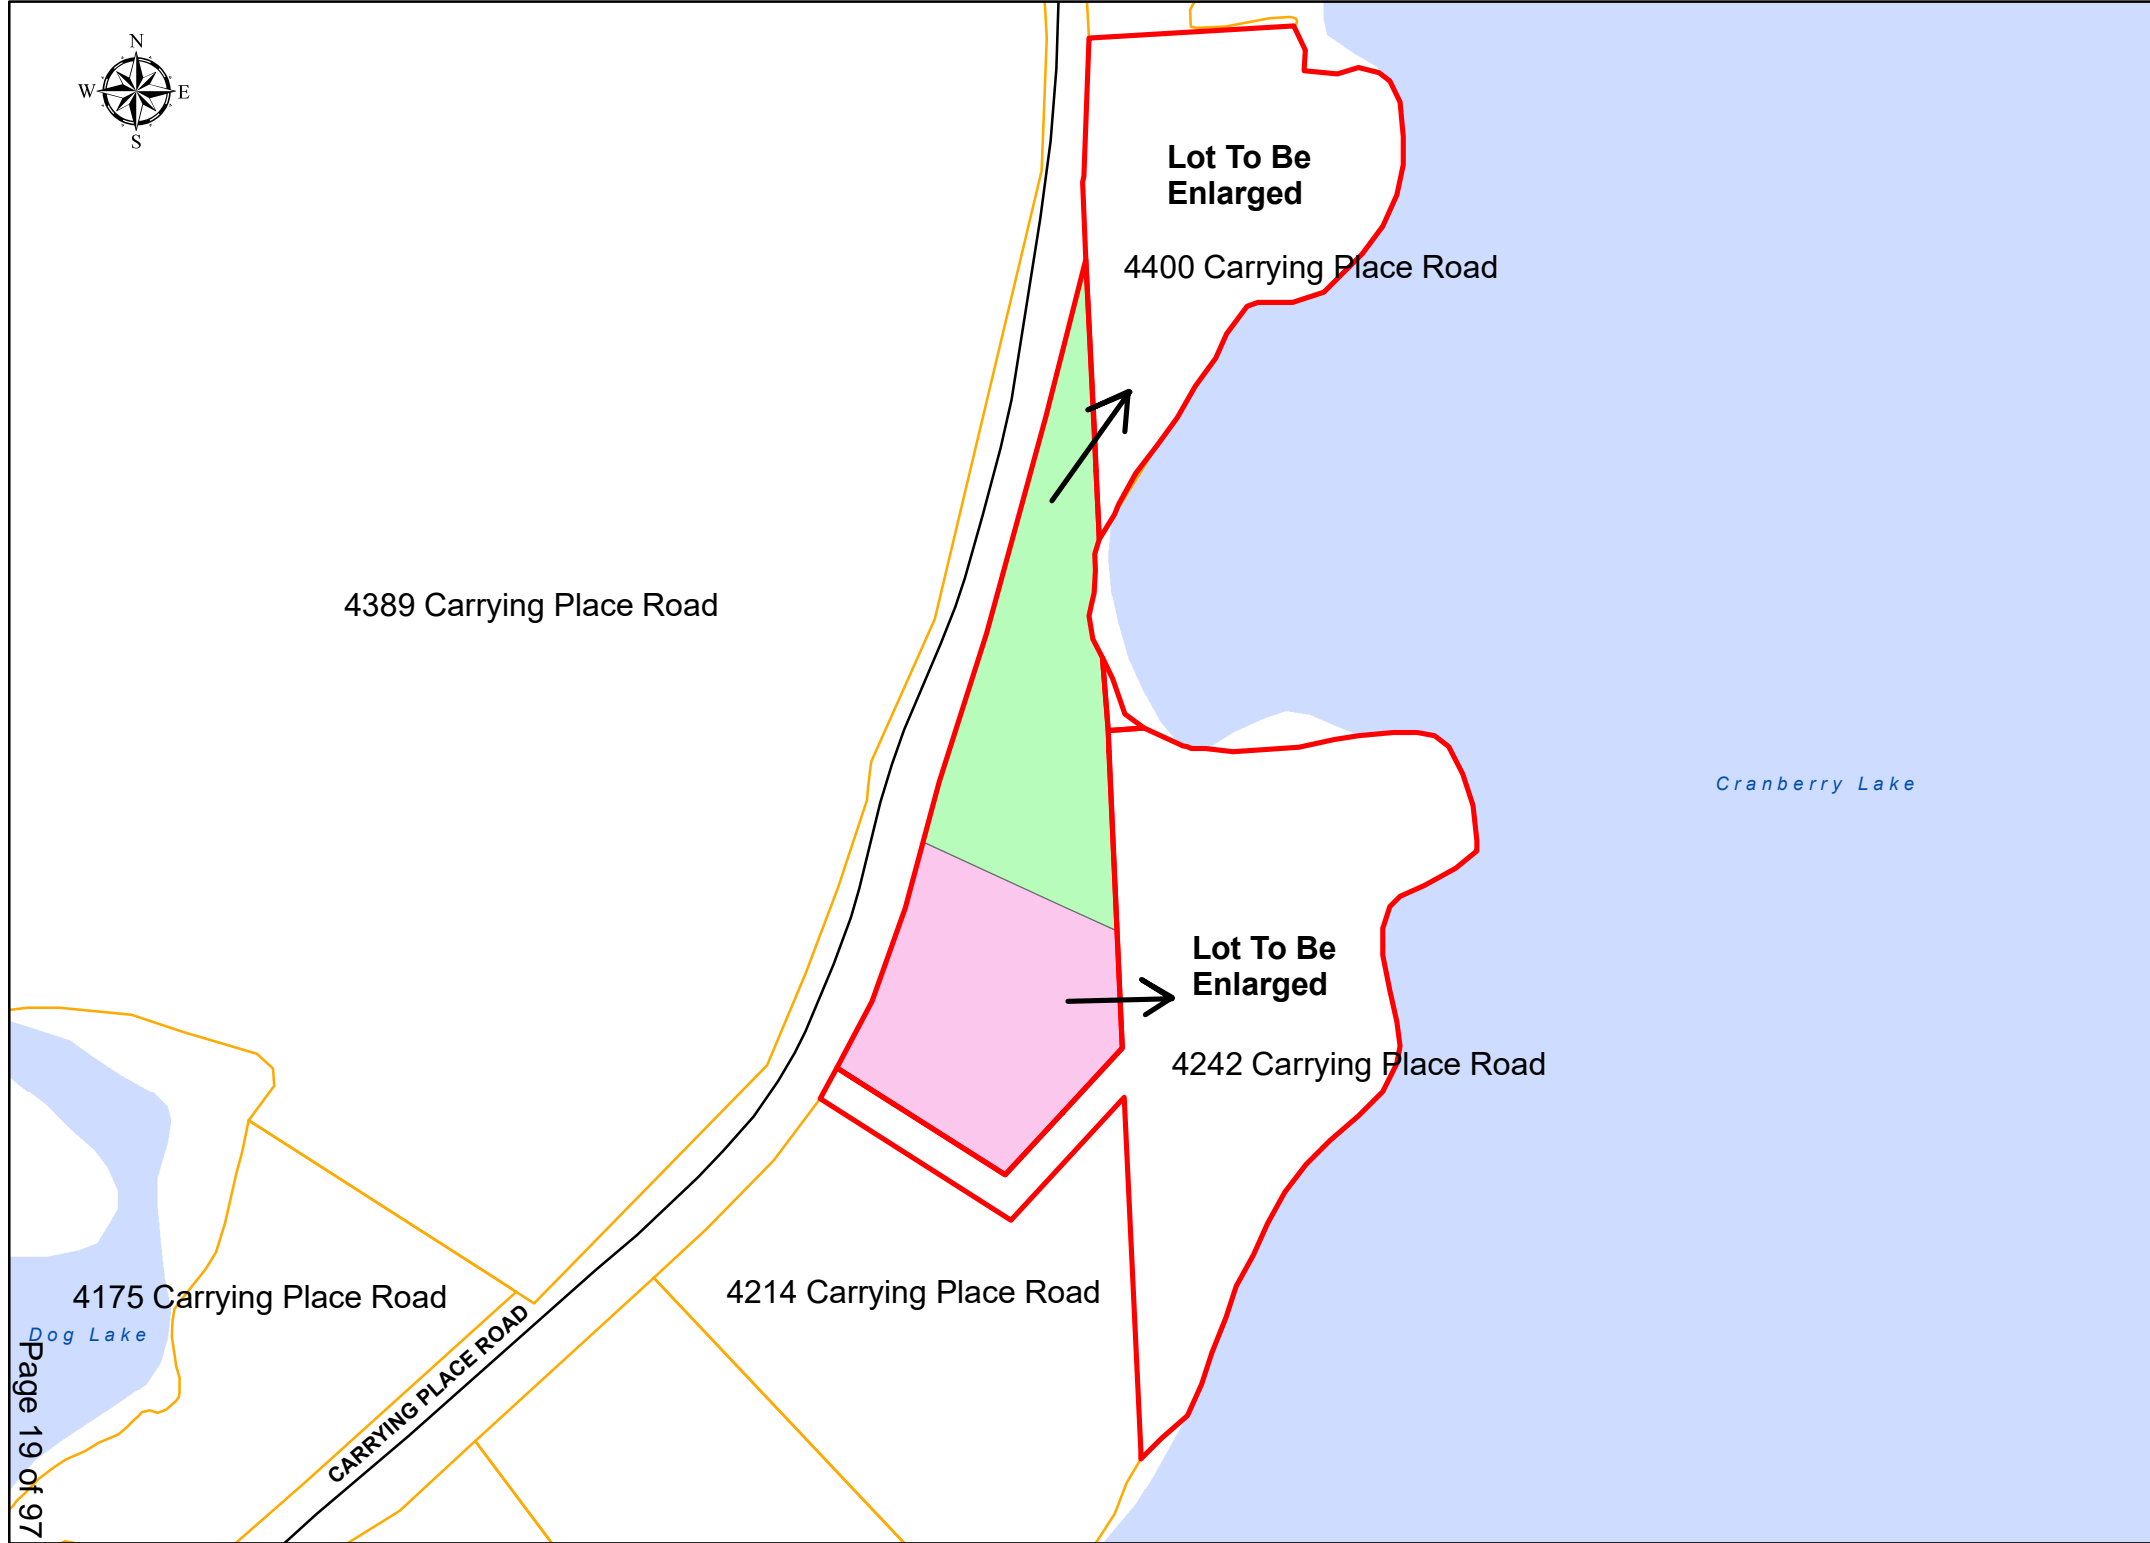 N
W E
S
Lot To Be
Enlarged
4400 Carrying Place Road
4389 Carrying Place Road
Cranberry Lake
Lot To Be
Enlarged
4242 Carrying Place Road
4214 Carrying Place Road
4175 Carrying Place Road
Dog Lake
CARRYING PLACE ROAD
Page 19 of 97